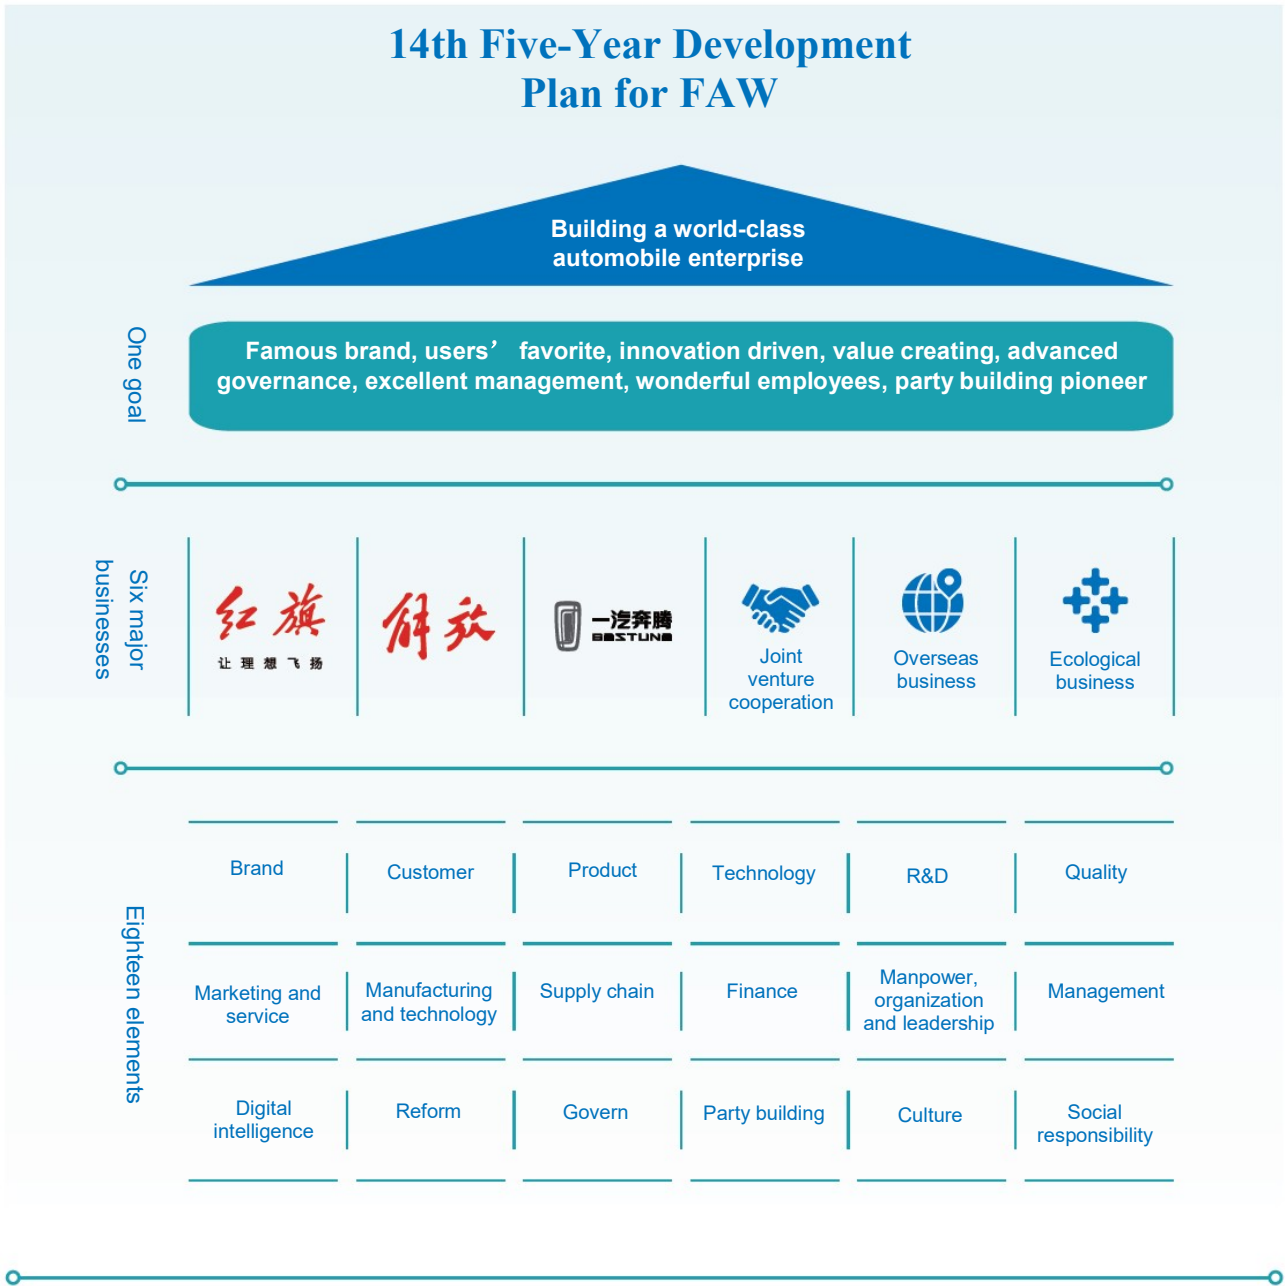 14th Five-Year Development
Plan for FAW
Building a world-class
automobile enterprise
One goal
Famous brand, users’ favorite, innovation driven, value creating, advanced
governance, excellent management, wonderful employees, party building pioneer
Six major
businesses
红旗
让理想飞扬
解放
一汽奔腾
BESTUNE
Joint
venture
cooperation
Overseas
business
Ecological
business
Eighteen elements
Brand
Customer
Product
Technology
R&D
Quality
Marketing and
service
Manufacturing
and technology
Supply chain
Finance
Manpower,
organization
and leadership
Management
Digital
intelligence
Reform
Govern
Party building
Culture
Social
responsibility